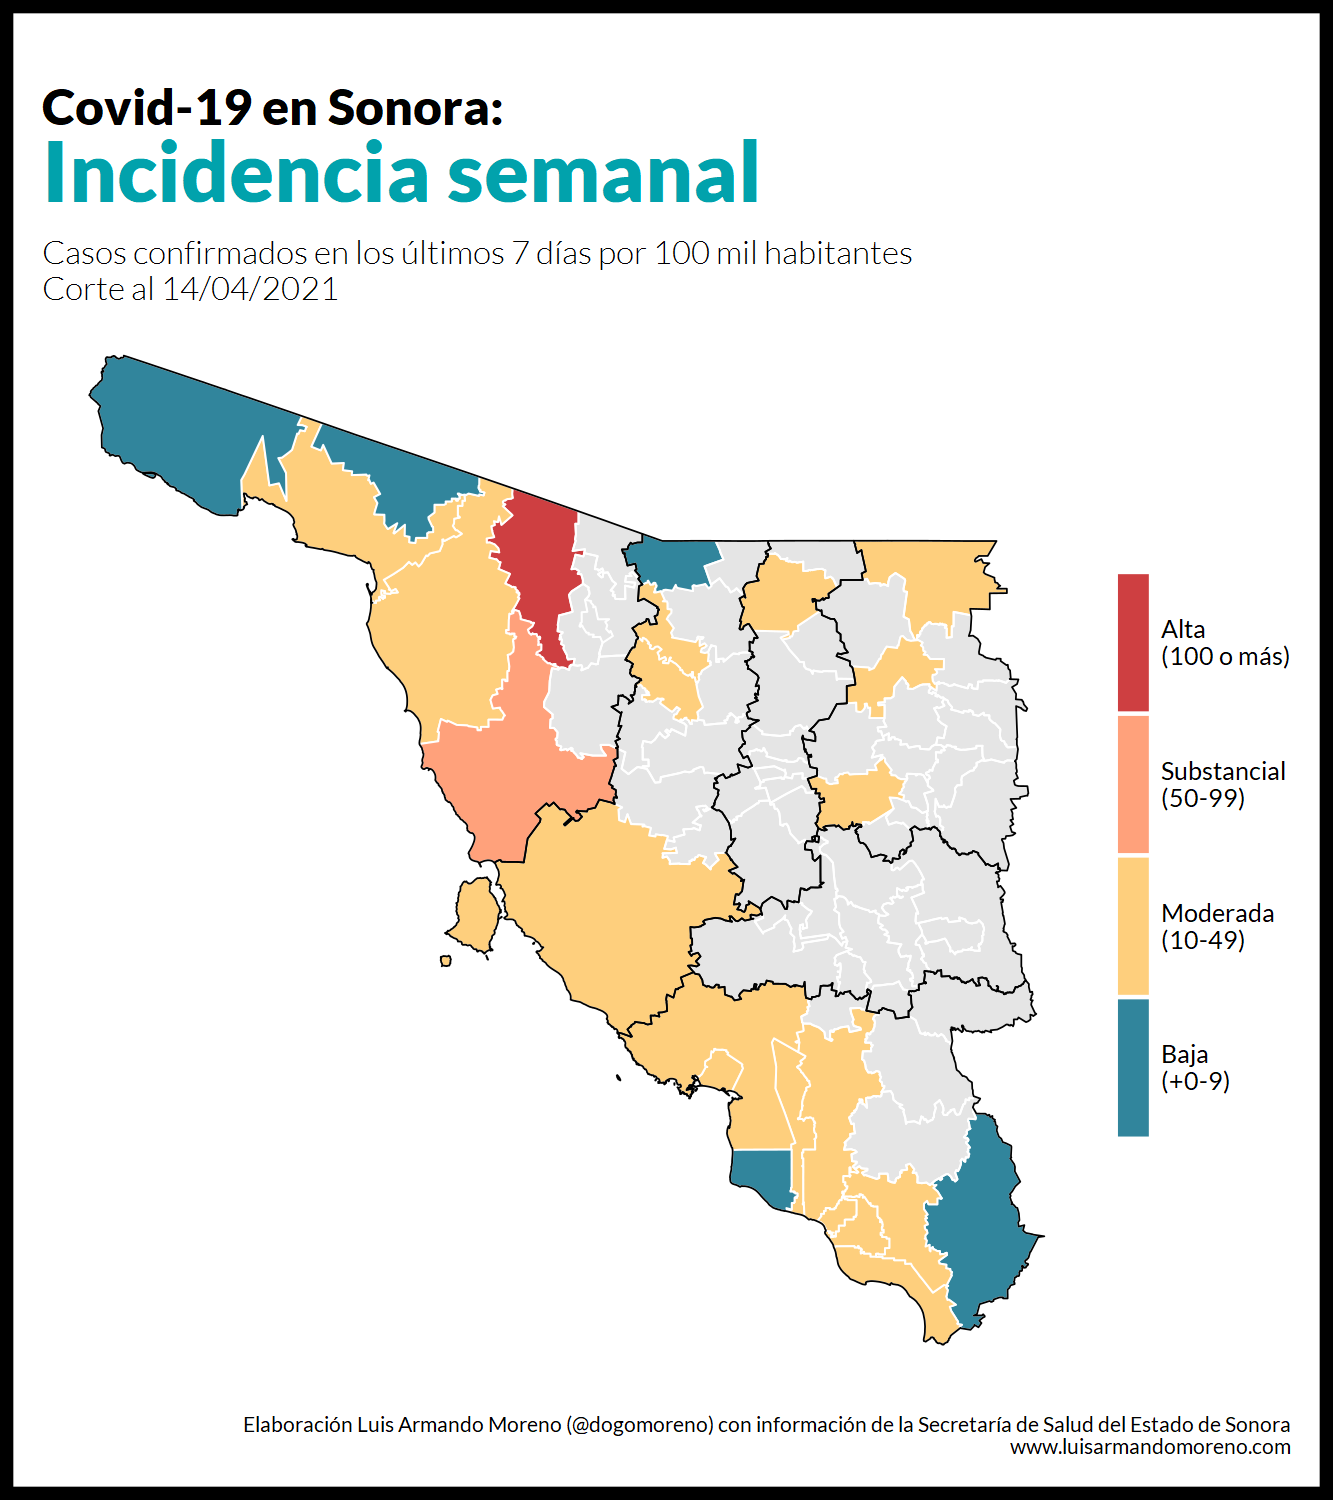 Covid-19 en Sonora:
Incidencia semanal
Casos confirmados en los últimos 7 días por 100 mil habitantes
Corte al 14/04/2021
Alta
(100 o más)
Substancial
(50-99)
Moderada
(10-49)
Baja
(+0-9)
Elaboración Luis Armando Moreno (@dogomoreno) con información de la Secretaría de Salud del Estado de Sonora
www.luisarmandomoreno.com